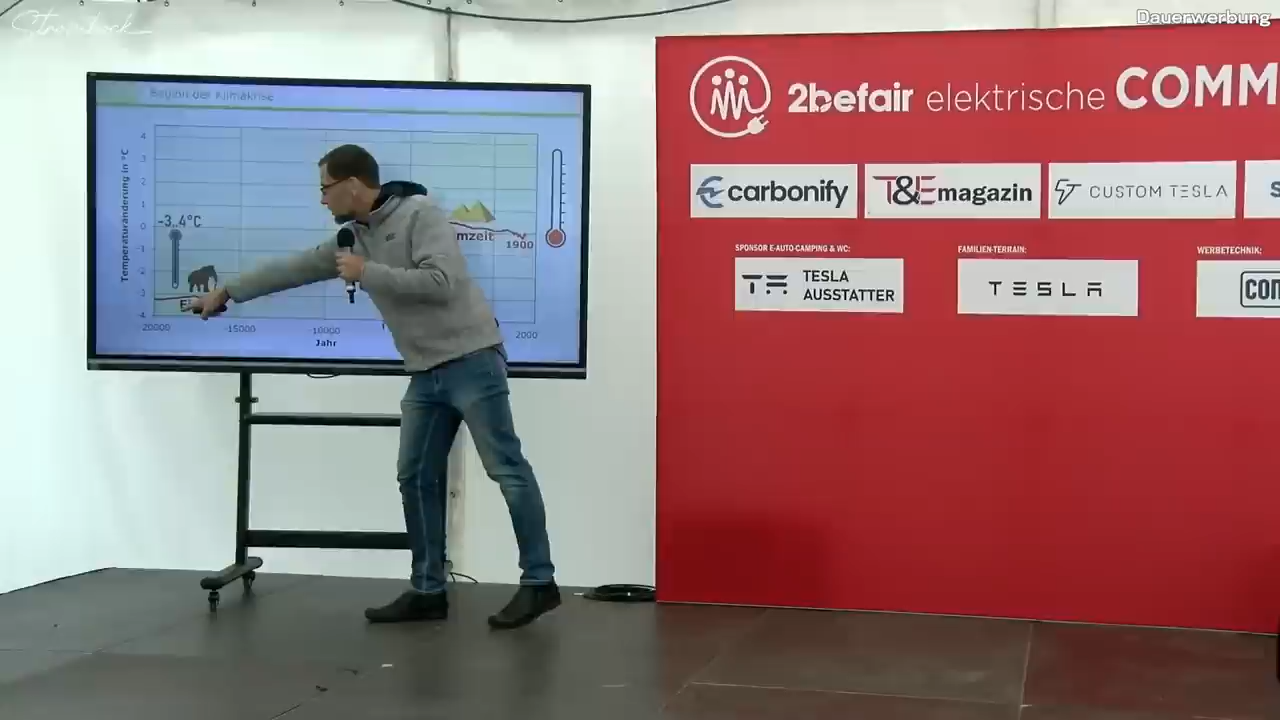 Stromhock
Dauerwerbung
Beginn der Klimakrise
Temperaturänderung in °C
4
3
2
1
0
-1
-2
-3
-4
-3.4°C
mzeit
1900
20000
-15000
-10000
2000
Jahr
2befair elektrische COMM
carbonify
T&Emagazin
CUSTOM TESLA
S
SPONSOR E-AUTO-CAMPING & WC:
FAMILIEN-TERRAIN:
WERBETECHNIK:
TESLA
AUSSTATTER
TESLA
CON